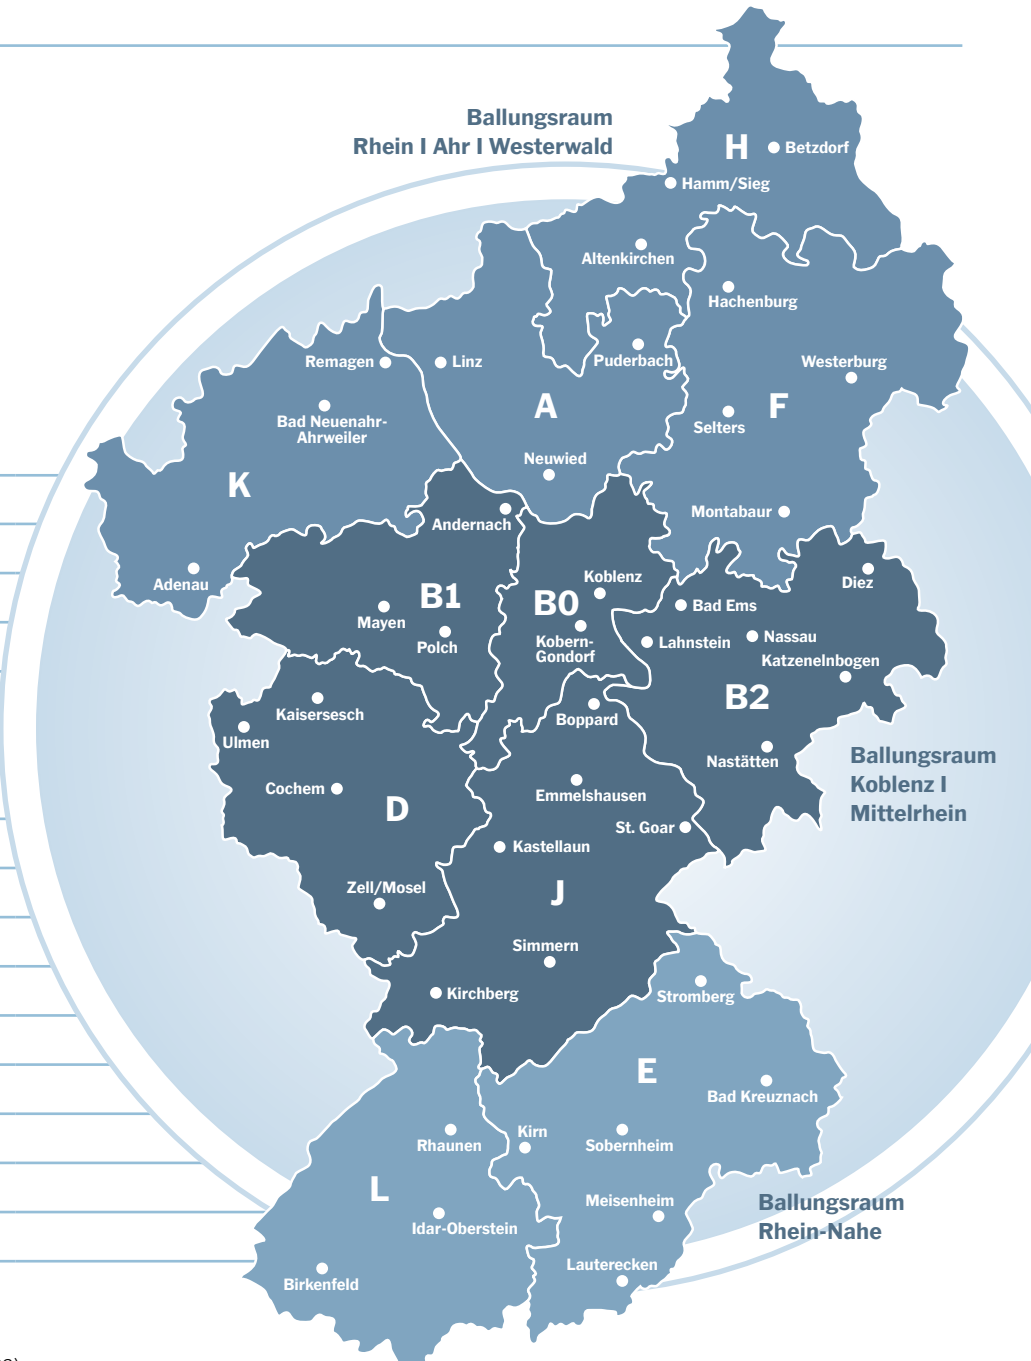 Ballungsraum
Rhein I Ahr I Westerwald
H
Betzdorf
Hamm/Sieg
Altenkirchen
Hachenburg
Puderbach
Remagen
Linz
Westerburg
A
F
Bad Neuenahr-
Ahrweiler
Selters
Neuwied
K
Montabaur
Andernach
Adenau
Diez
Koblenz
B1
B0
Bad Ems
Mayen
Polch
Kobern-
Gondorf
Lahnstein
Nassau
Katzenelnbogen
B2
Kaisersesch
Boppard
Ulmen
Nastätten
Ballungsraum
Koblenz I
Mittelrhein
Cochem
D
Emmelshausen
St. Goar
Kastellaun
Zell/Mosel
J
Simmern
Kirchberg
Stromberg
E
Bad Kreuznach
Rhaunen
Kirn
Sobernheim
L
Meisenheim
Ballungsraum
Rhein-Nahe
Idar-Oberstein
Lauterecken
Birkenfeld